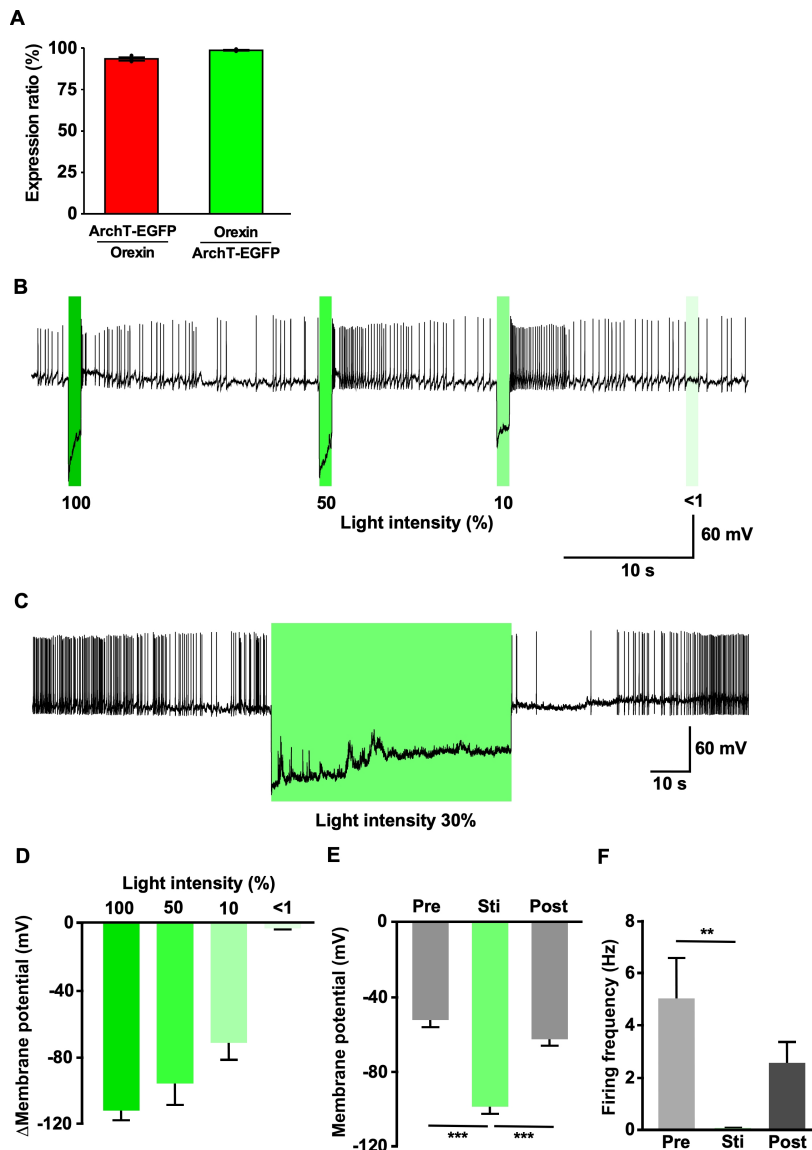 A
Expression ratio (%)
100
75
50
25
0
ArchT-EGFP
Orexin
Orexin
ArchT-EGFP
B
100
50
10
<1
Light intensity (%)
60 mV
10 s
C
60 mV
10 s
Light intensity 30%
D
Light intensity (%)
100 50 10 <1
ΔMembrane potential (mV)
0
-40
-80
-120
E
Pre Sti Post
Membrane potential (mV)
0
-40
-80
-120
*** ***
F
Firing frequency (Hz)
8
6
4
2
0
**
Pre Sti Post